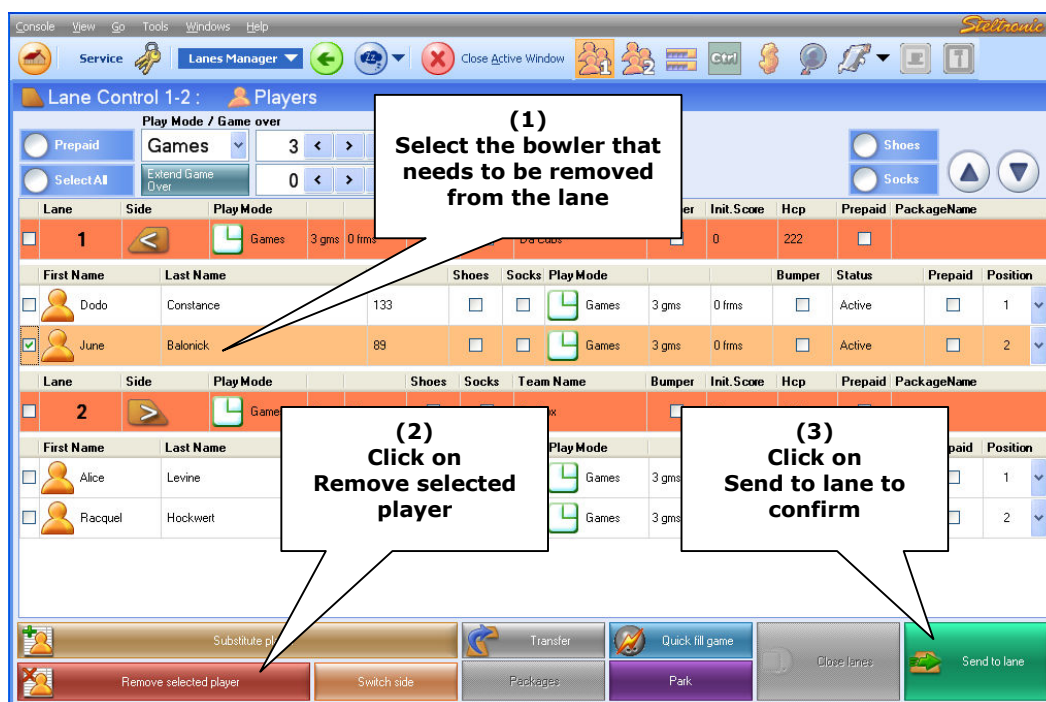 Console View Go Tools Windows Help
Steltronic
Service Lanes Manager Close Active Window 1 2 Ctrl
Lane Control 1-2 : Players
Play Mode / Game over
Prepaid Games 3 < > Shoes
Select All Extend Game Over 0 < > Socks
(1)
Select the bowler that
needs to be removed
from the lane
Lane Side Play Mode Init. Score Hcp Prepaid PackageName
1 < Games 3 gms 0 frms 0 222
First Name Last Name Shoes Socks Play Mode Bumper Status Prepaid Position
Dodo Constance 133 Games 3 gms 0 frms Active 1
June Balonick 89 Games 3 gms 0 frms Active 2
Lane Side Play Mode Shoes Socks Team Name Bumper Init. Score Hcp Prepaid PackageName
2 >
First Name Last Name Play Mode Position
Alice Levine Games 3 gms 1
Racquel Hockwert Games 3 gms 2
(2)
Click on
Remove selected
player
(3)
Click on
Send to lane to
confirm
Substitute Transfer Quick fill game Close lanes Send to lane
Remove selected player Switch side Packages Park